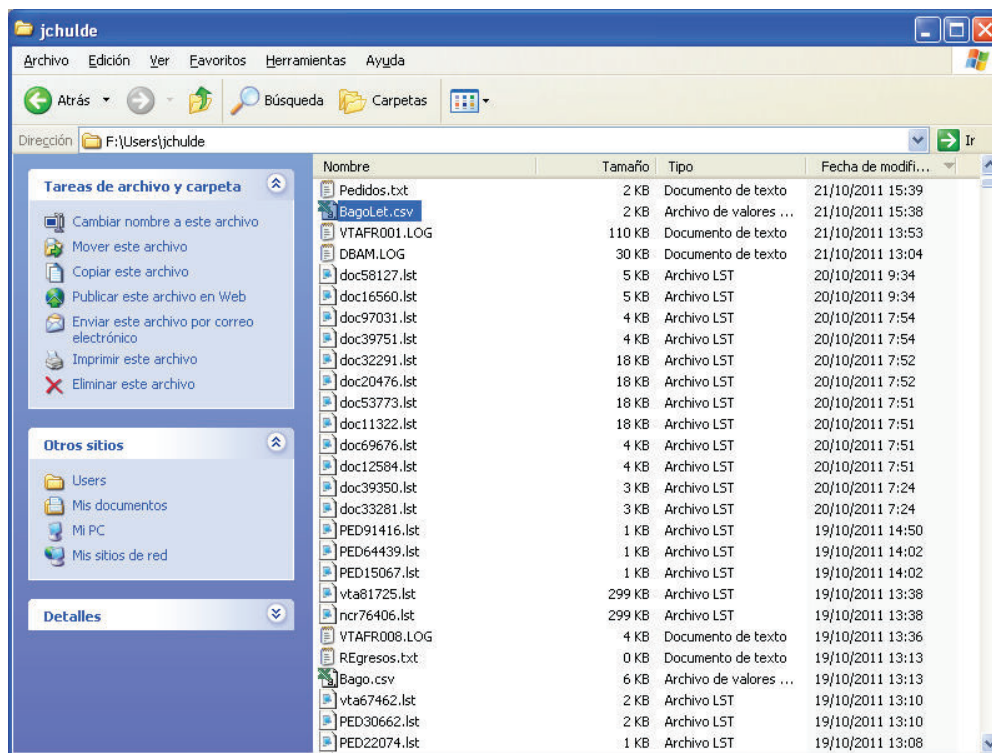 jchulde
Archivo Edición Ver Favoritos Herramientas Ayuda
Atrás Búsqueda Carpetas
Dirección F:\Users\jchulde Ir
Tareas de archivo y carpeta
Cambiar nombre a este archivo
Mover este archivo
Copiar este archivo
Publicar este archivo en Web
Enviar este archivo por correo
electrónico
Imprimir este archivo
Eliminar este archivo
Otros sitios
Users
Mis documentos
Mi PC
Mis sitios de red
Detalles
Nombre Tamaño Tipo Fecha de modifi...
Pedidos.txt 2 KB Documento de texto 21/10/2011 15:39
BagoLet.csv 2 KB Archivo de valores ... 21/10/2011 15:38
VTAFR001.LOG 110 KB Documento de texto 21/10/2011 13:53
DBAM.LOG 30 KB Documento de texto 21/10/2011 13:04
doc58127.lst 5 KB Archivo LST 20/10/2011 9:34
doc16560.lst 5 KB Archivo LST 20/10/2011 9:34
doc97031.lst 4 KB Archivo LST 20/10/2011 7:54
doc39751.lst 4 KB Archivo LST 20/10/2011 7:54
doc32291.lst 18 KB Archivo LST 20/10/2011 7:52
doc20476.lst 18 KB Archivo LST 20/10/2011 7:52
doc53773.lst 18 KB Archivo LST 20/10/2011 7:51
doc11322.lst 18 KB Archivo LST 20/10/2011 7:51
doc69676.lst 4 KB Archivo LST 20/10/2011 7:51
doc12584.lst 4 KB Archivo LST 20/10/2011 7:51
doc39350.lst 3 KB Archivo LST 20/10/2011 7:24
doc33281.lst 3 KB Archivo LST 20/10/2011 7:24
PED91416.lst 1 KB Archivo LST 19/10/2011 14:50
PED64439.lst 1 KB Archivo LST 19/10/2011 14:02
PED15067.lst 1 KB Archivo LST 19/10/2011 14:02
vta81725.lst 299 KB Archivo LST 19/10/2011 13:38
ncr76406.lst 299 KB Archivo LST 19/10/2011 13:38
VTAFR008.LOG 4 KB Documento de texto 19/10/2011 13:36
REgresos.txt 0 KB Documento de texto 19/10/2011 13:13
Bago.csv 6 KB Archivo de valores ... 19/10/2011 13:13
vta67462.lst 2 KB Archivo LST 19/10/2011 13:10
PED30662.lst 2 KB Archivo LST 19/10/2011 13:10
PED22074.lst 1 KB Archivo LST 19/10/2011 13:08